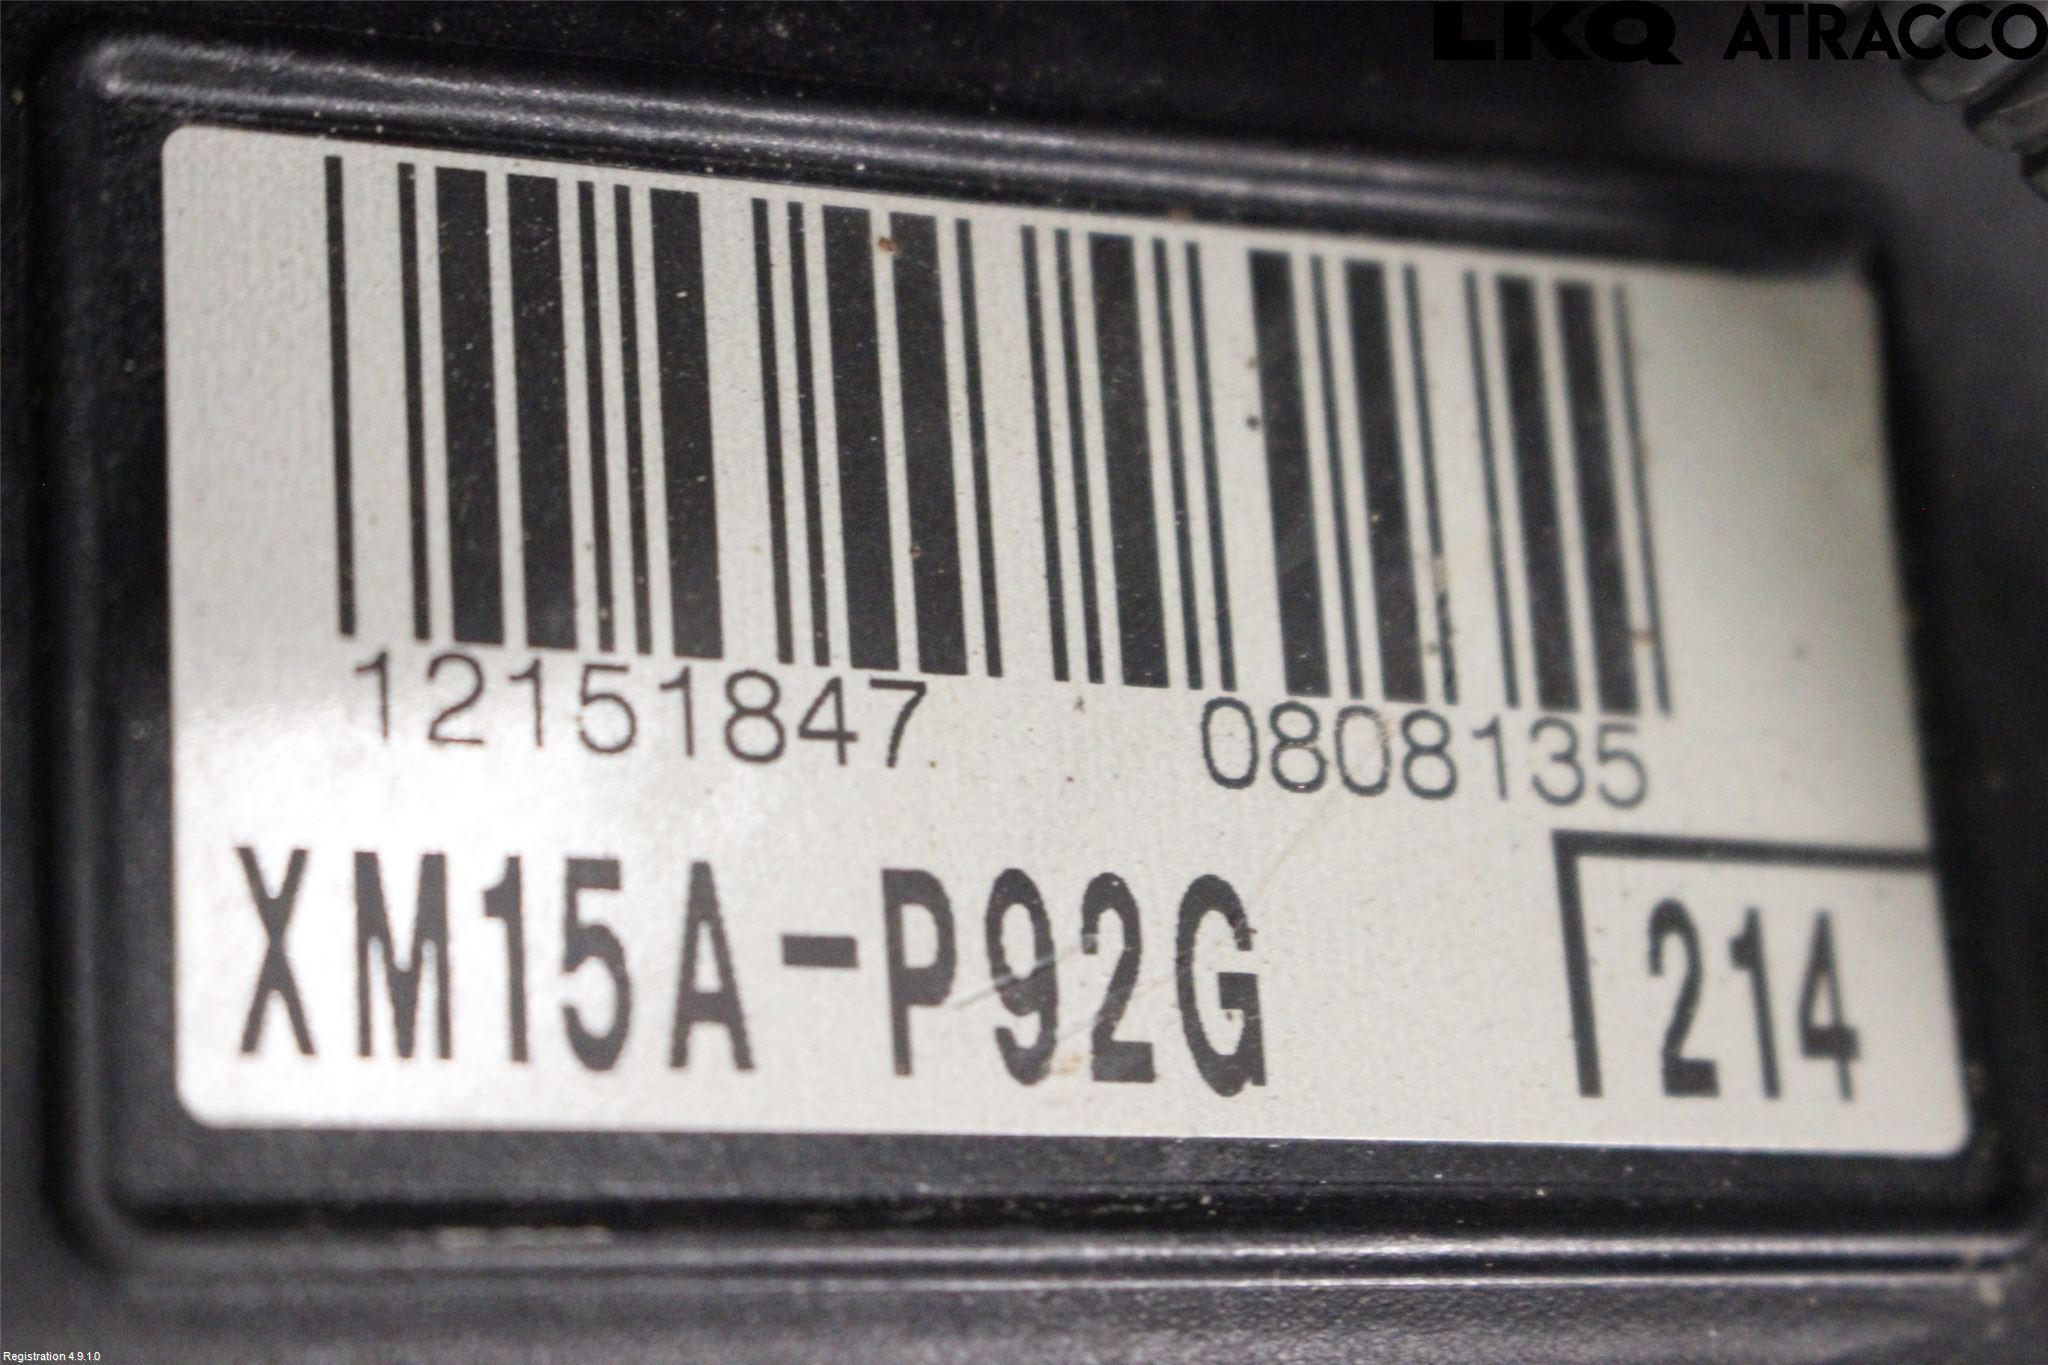 LKQ ATRACCO
12151847 0808135
XM15A-P92G 214
Registration 4.9.1.0